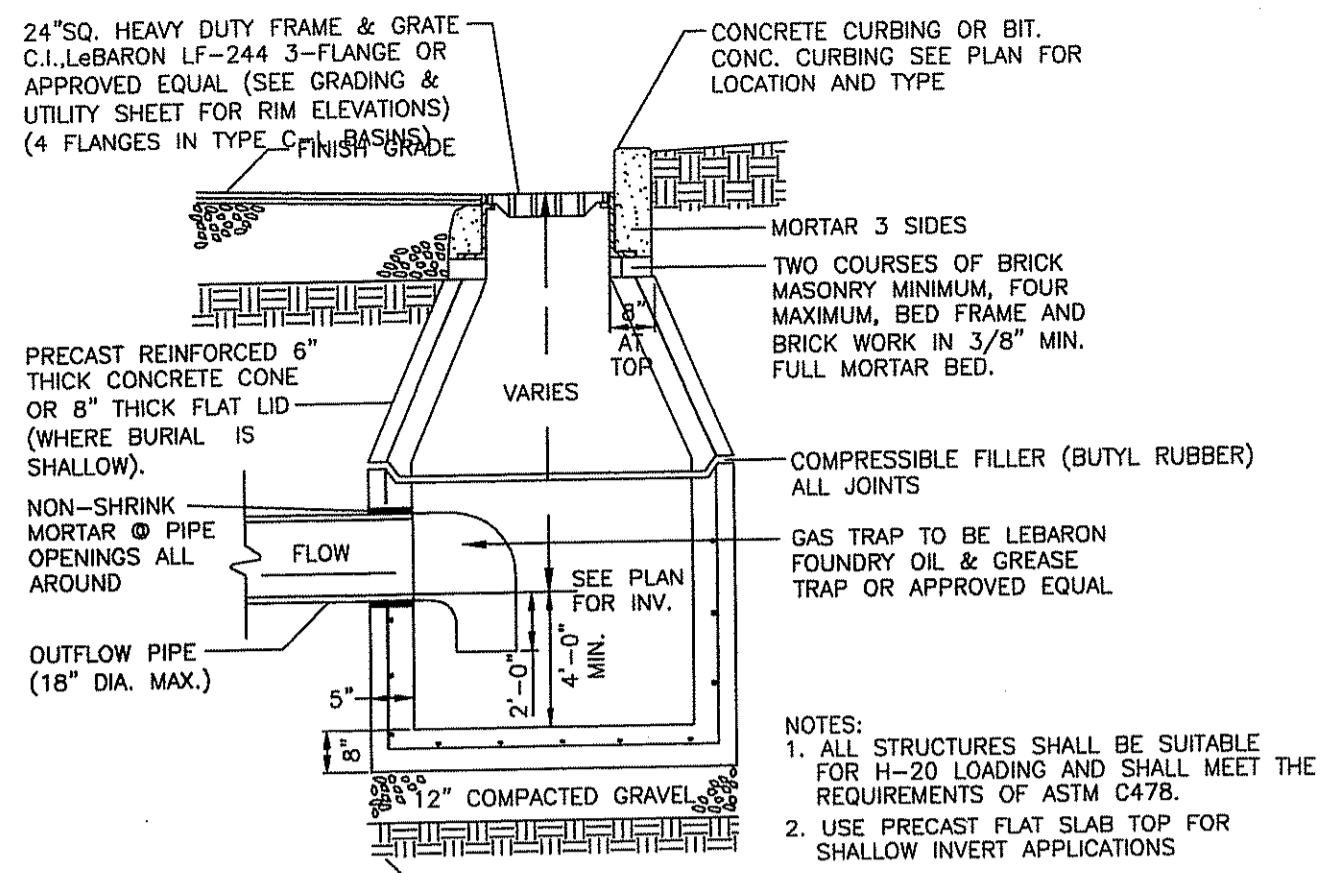 24"SQ. HEAVY DUTY FRAME & GRATE
C.I.,LeBARON LF-244 3-FLANGE OR
APPROVED EQUAL (SEE GRADING &
UTILITY SHEET FOR RIM ELEVATIONS)
(4 FLANGES IN TYPE C-L BASINS)
FINISH GRADE
CONCRETE CURBING OR BIT.
CONC. CURBING SEE PLAN FOR
LOCATION AND TYPE
MORTAR 3 SIDES
TWO COURSES OF BRICK
MASONRY MINIMUM, FOUR
MAXIMUM, BED FRAME AND
BRICK WORK IN 3/8" MIN.
FULL MORTAR BED.
8"
AT
TOP
PRECAST REINFORCED 6"
THICK CONCRETE CONE
OR 8" THICK FLAT LID
(WHERE BURIAL IS
SHALLOW).
VARIES
COMPRESSIBLE FILLER (BUTYL RUBBER)
ALL JOINTS
NON-SHRINK
MORTAR @ PIPE
OPENINGS ALL
AROUND
FLOW
GAS TRAP TO BE LEBARON
FOUNDRY OIL & GREASE
TRAP OR APPROVED EQUAL
SEE PLAN
FOR INV.
OUTFLOW PIPE
(18" DIA. MAX.)
5"
2'-0"
4'-0"
MIN.
8"
12" COMPACTED GRAVEL
NOTES:
1. ALL STRUCTURES SHALL BE SUITABLE
FOR H-20 LOADING AND SHALL MEET THE
REQUIREMENTS OF ASTM C478.
2. USE PRECAST FLAT SLAB TOP FOR
SHALLOW INVERT APPLICATIONS